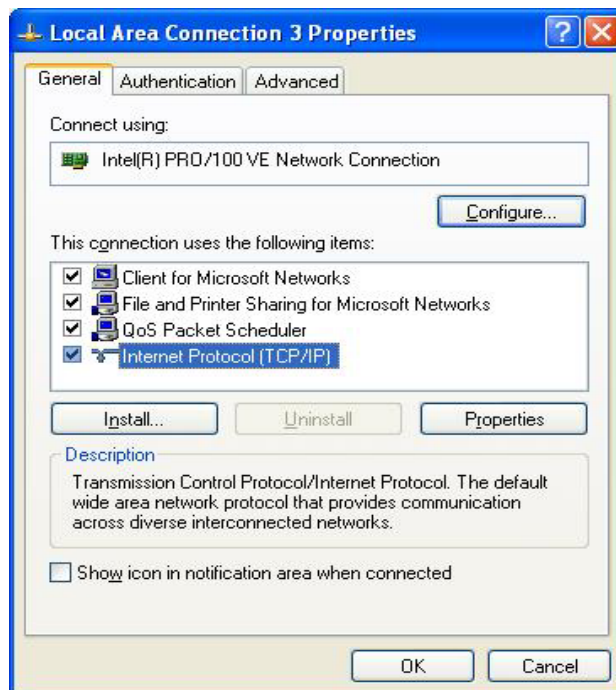 Local Area Connection 3 Properties
General Authentication Advanced
Connect using:
Intel(R) PRO/100 VE Network Connection
Configure...
This connection uses the following items:
Client for Microsoft Networks
File and Printer Sharing for Microsoft Networks
QoS Packet Scheduler
Internet Protocol (TCP/IP)
Install... Uninstall Properties
Description
Transmission Control Protocol/Internet Protocol. The default
wide area network protocol that provides communication
across diverse interconnected networks.
Show icon in notification area when connected
OK Cancel